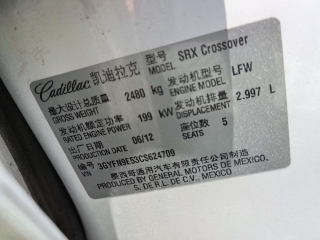 Cadillac 凯迪拉克 型号 MODEL SRX Crossover
最大设计总质量 GROSS WEIGHT 2480 kg 发动机型号 ENGINE MODEL LFW
发动机额定功率 RATED ENGINE POWER 199 KW 发动机排量 DISPLACEMENT 2.997 L
出厂日期 DATE 06/12 座位数 SEATS 5
编号 VIN 3GYFN9E53CS624709
墨西哥通用汽车有限责任公司制造
PRODUCED BY GENERAL MOTORS DE MEXICO,
S, DE R.L. DE C.V., MEXICO